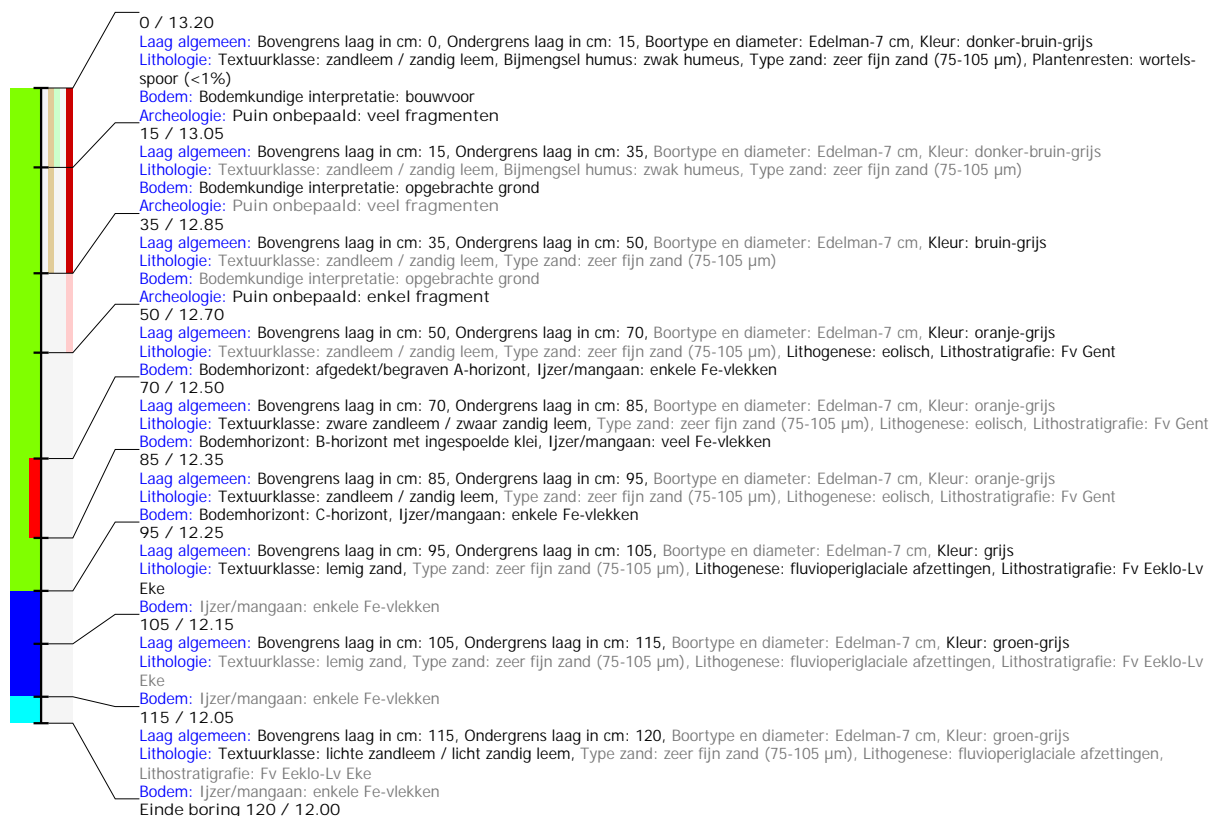 0 / 13.20
Laag algemeen: Bovengrens laag in cm: 0, Ondergrens laag in cm: 15, Boortype en diameter: Edelman-7 cm, Kleur: donker-bruin-grijs
Lithologie: Textuurklasse: zandleem / zandig leem, Bijmengsel humus: zwak humeus, Type zand: zeer fijn zand (75-105 µm), Plantenresten: wortels-
spoor (<1%)
Bodem: Bodemkundige interpretatie: bouwvoor
Archeologie: Puin onbepaald: veel fragmenten
15 / 13.05
Laag algemeen: Bovengrens laag in cm: 15, Ondergrens laag in cm: 35, Boortype en diameter: Edelman-7 cm, Kleur: donker-bruin-grijs
Lithologie: Textuurklasse: zandleem / zandig leem, Bijmengsel humus: zwak humeus, Type zand: zeer fijn zand (75-105 µm)
Bodem: Bodemkundige interpretatie: opgebrachte grond
Archeologie: Puin onbepaald: veel fragmenten
35 / 12.85
Laag algemeen: Bovengrens laag in cm: 35, Ondergrens laag in cm: 50, Boortype en diameter: Edelman-7 cm, Kleur: bruin-grijs
Lithologie: Textuurklasse: zandleem / zandig leem, Type zand: zeer fijn zand (75-105 µm)
Bodem: Bodemkundige interpretatie: opgebrachte grond
Archeologie: Puin onbepaald: enkel fragment
50 / 12.70
Laag algemeen: Bovengrens laag in cm: 50, Ondergrens laag in cm: 70, Boortype en diameter: Edelman-7 cm, Kleur: oranje-grijs
Lithologie: Textuurklasse: zandleem / zandig leem, Type zand: zeer fijn zand (75-105 µm), Lithogenese: eolisch, Lithostratigrafie: Fv Gent
Bodem: Bodemhorizont: afgedekt/begraven A-horizont, Ijzer/mangaan: enkele Fe-vlekken
70 / 12.50
Laag algemeen: Bovengrens laag in cm: 70, Ondergrens laag in cm: 85, Boortype en diameter: Edelman-7 cm, Kleur: oranje-grijs
Lithologie: Textuurklasse: zware zandleem / zwaar zandig leem, Type zand: zeer fijn zand (75-105 µm), Lithogenese: eolisch, Lithostratigrafie: Fv Gent
Bodem: Bodemhorizont: B-horizont met ingespoelde klei, Ijzer/mangaan: veel Fe-vlekken
85 / 12.35
Laag algemeen: Bovengrens laag in cm: 85, Ondergrens laag in cm: 95, Boortype en diameter: Edelman-7 cm, Kleur: oranje-grijs
Lithologie: Textuurklasse: zandleem / zandig leem, Type zand: zeer fijn zand (75-105 µm), Lithogenese: eolisch, Lithostratigrafie: Fv Gent
Bodem: Bodemhorizont: C-horizont, Ijzer/mangaan: enkele Fe-vlekken
95 / 12.25
Laag algemeen: Bovengrens laag in cm: 95, Ondergrens laag in cm: 105, Boortype en diameter: Edelman-7 cm, Kleur: grijs
Lithologie: Textuurklasse: lemig zand, Type zand: zeer fijn zand (75-105 µm), Lithogenese: fluvioperiglaciale afzettingen, Lithostratigrafie: Fv Eeklo-Lv
Eke
Bodem: Ijzer/mangaan: enkele Fe-vlekken
105 / 12.15
Laag algemeen: Bovengrens laag in cm: 105, Ondergrens laag in cm: 115, Boortype en diameter: Edelman-7 cm, Kleur: groen-grijs
Lithologie: Textuurklasse: lemig zand, Type zand: zeer fijn zand (75-105 µm), Lithogenese: fluvioperiglaciale afzettingen, Lithostratigrafie: Fv Eeklo-Lv
Eke
Bodem: Ijzer/mangaan: enkele Fe-vlekken
115 / 12.05
Laag algemeen: Bovengrens laag in cm: 115, Ondergrens laag in cm: 120, Boortype en diameter: Edelman-7 cm, Kleur: groen-grijs
Lithologie: Textuurklasse: lichte zandleem / licht zandig leem, Type zand: zeer fijn zand (75-105 µm), Lithogenese: fluvioperiglaciale afzettingen,
Lithostratigrafie: Fv Eeklo-Lv Eke
Bodem: Ijzer/mangaan: enkele Fe-vlekken
Einde boring 120 / 12.00